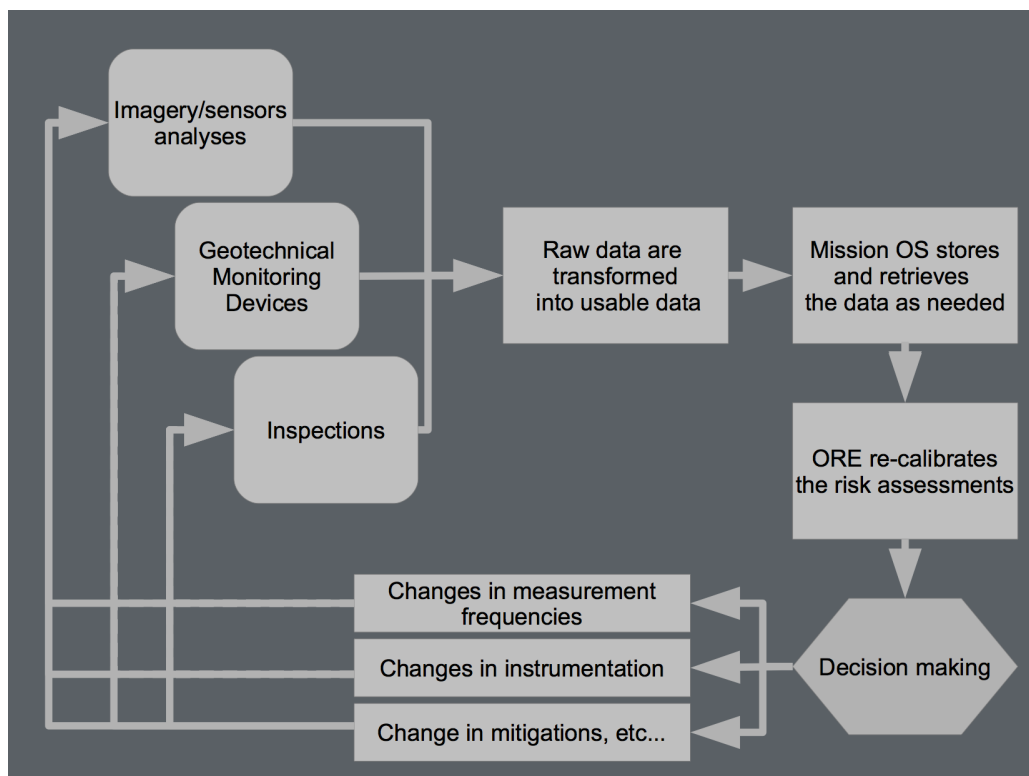 Imagery/sensors
analyses
Geotechnical
Monitoring
Devices
Inspections
Raw data are
transformed
into usable data
Mission OS stores
and retrieves
the data as needed
ORE re-calibrates
the risk assessments
Decision making
Changes in measurement
frequencies
Changes in instrumentation
Change in mitigations, etc...